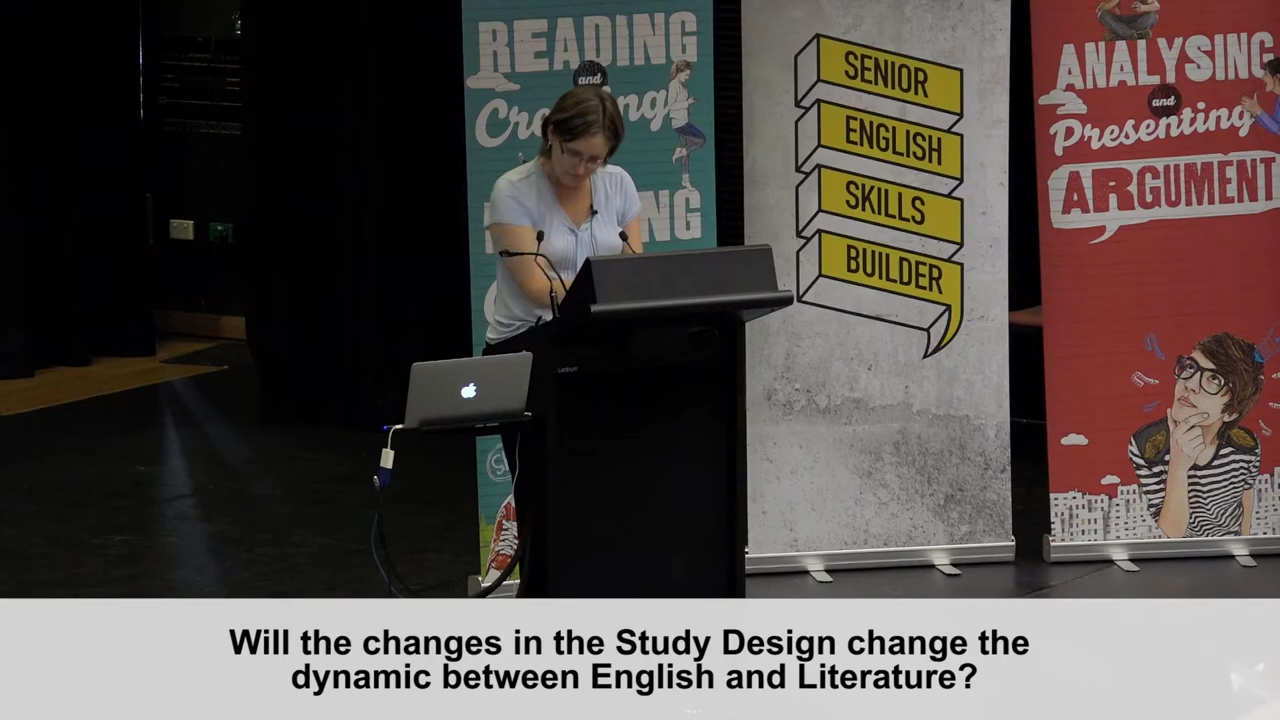 READING
and
SENIOR
ENGLISH
SKILLS
BUILDER
ANALYSING
and
Presenting
ARGUMENT
Will the changes in the Study Design change the
dynamic between English and Literature?